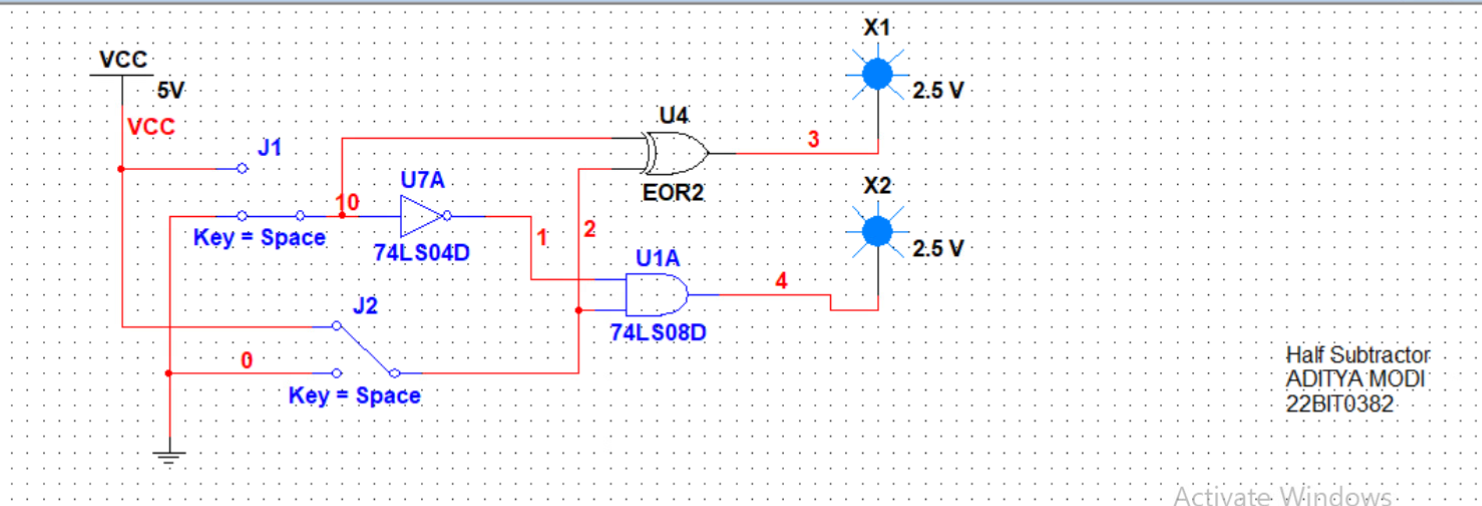 VCC
5V
VCC
J1
Key = Space
10
U7A
74LS04D
1
2
U4
EOR2
3
X1
2.5 V
X2
2.5 V
U1A
74LS08D
4
J2
0
Key = Space
Half Subtractor
ADITYA MODI
22BIT0382
Activate Windows